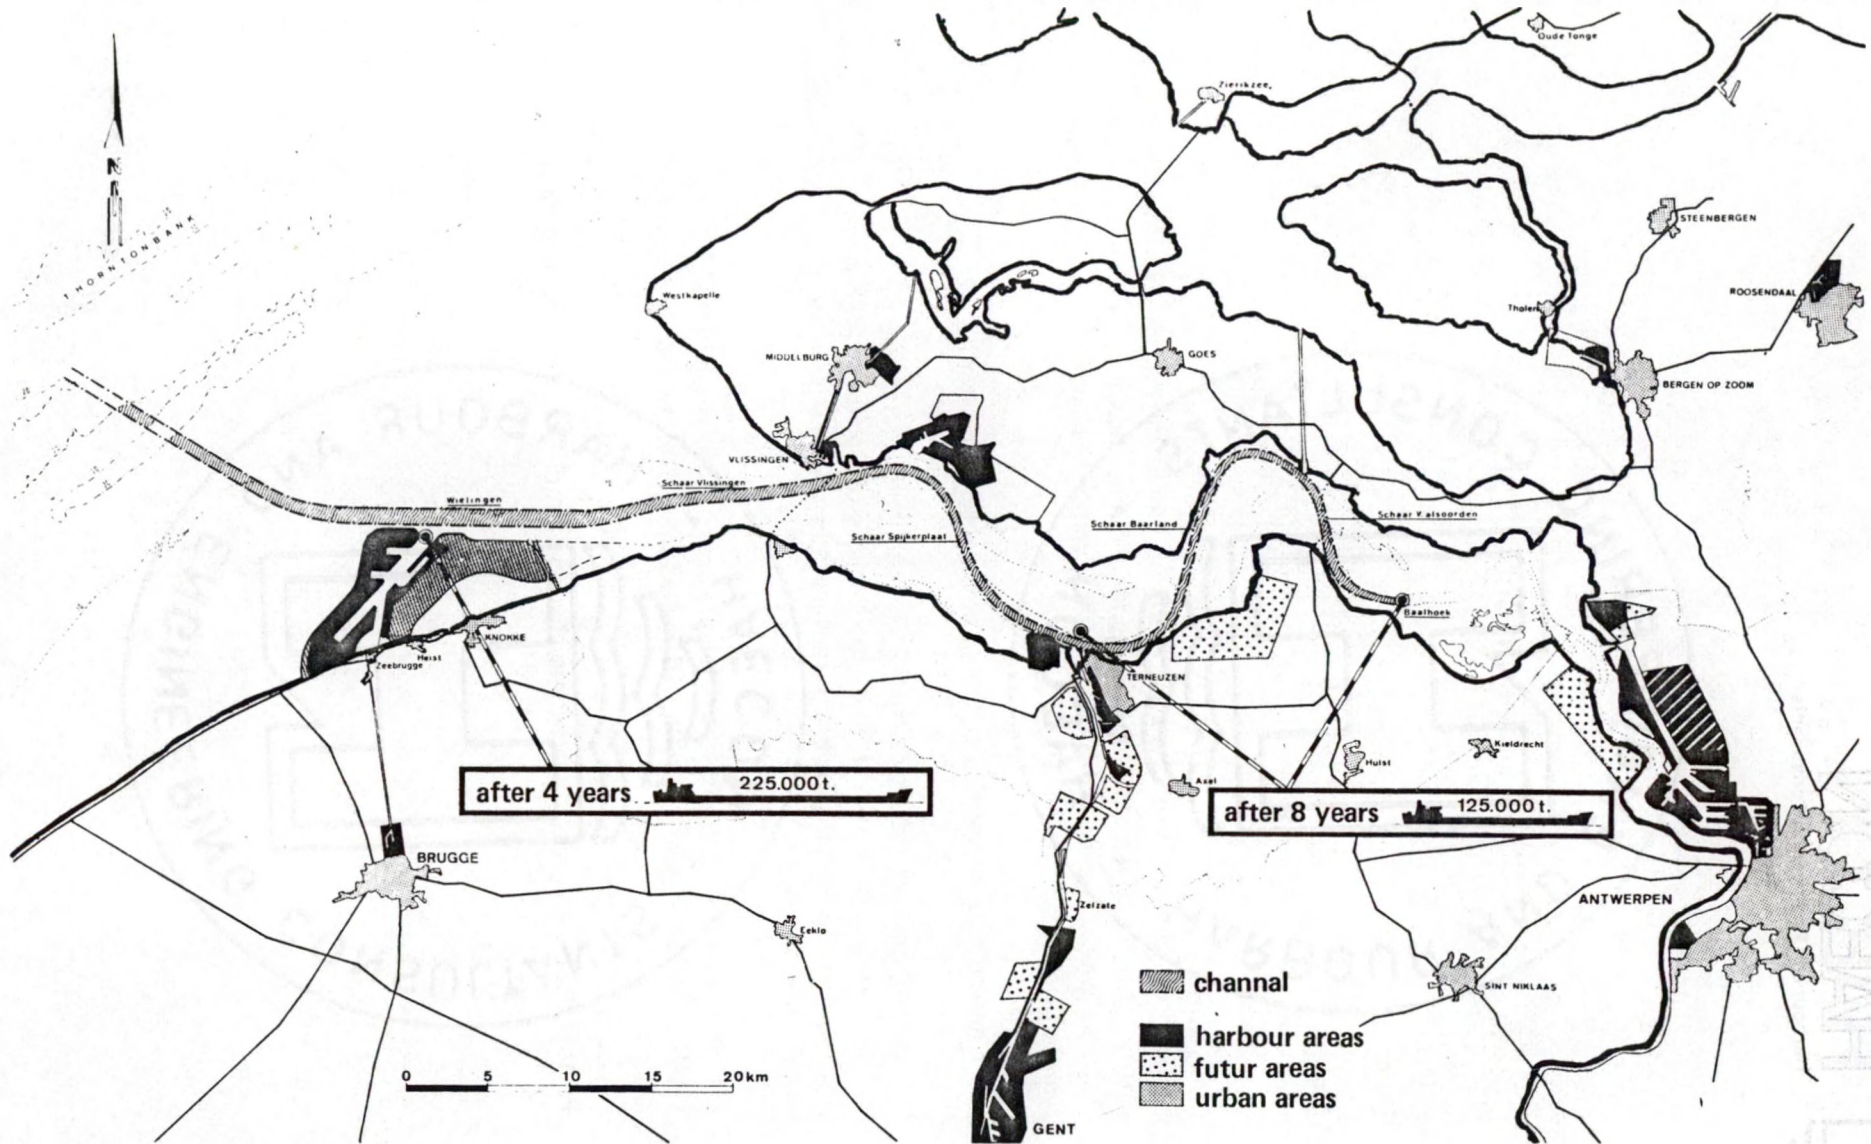 Oude Tonge
Zierikzee
N
THORNTONBANK
STEENBERGEN
ROOSENDAAL
Westkapelle
Tholen
MIDDELBURG
GOES
BERGEN OP ZOOM
VLISSINGEN
Schaar Vlissingen
Wielingen
Schaar Baarland
Schaar V. alsoorden
Schaar Spijkerplaat
Baalhoek
KNOKKE
Heist
Zeebrugge
TERNEUZEN
Kieldrecht
Hulst
Axel
after 4 years 225.000 t.
after 8 years 125.000 t.
BRUGGE
ANTWERPEN
Zelzate
Eeklo
SINT NIKLAAS
channal
harbour areas
futur areas
urban areas
0 5 10 15 20 km
GENT